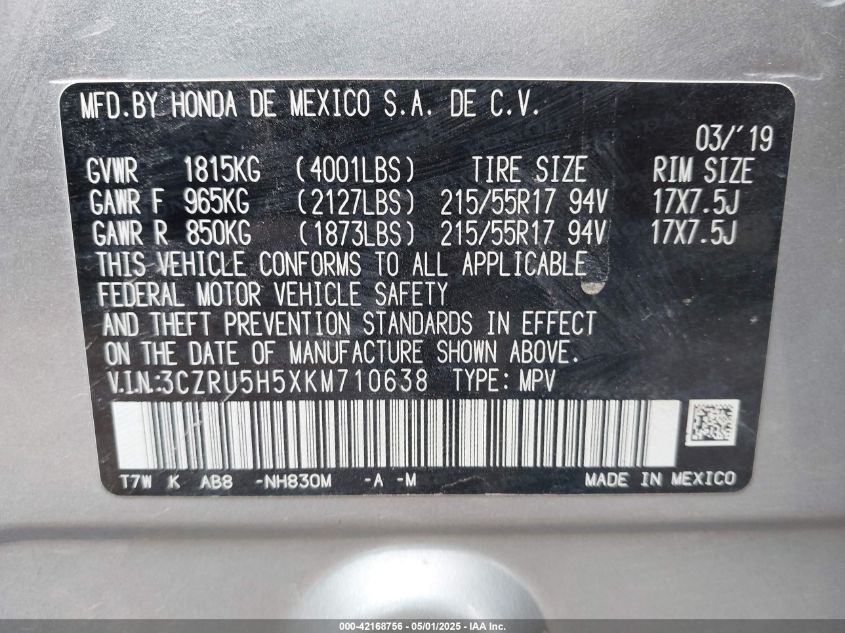 MFD.BY HONDA DE MEXICO S.A. DE C.V.
03/'19
GVWR 1815KG (4001LBS) TIRE SIZE RIM SIZE
GAWR F 965KG (2127LBS) 215/55R17 94V 17X7.5J
GAWR R 850KG (1873LBS) 215/55R17 94V 17X7.5J
THIS VEHICLE CONFORMS TO ALL APPLICABLE
FEDERAL MOTOR VEHICLE SAFETY
AND THEFT PREVENTION STANDARDS IN EFFECT
ON THE DATE OF MANUFACTURE SHOWN ABOVE.
V.I.N.:3CZRU5H5XKM710638 TYPE: MPV
T7W K AB8 -NH830M -A -M MADE IN MEXICO
000-42168756 - 05/01/2025 - IAA Inc.